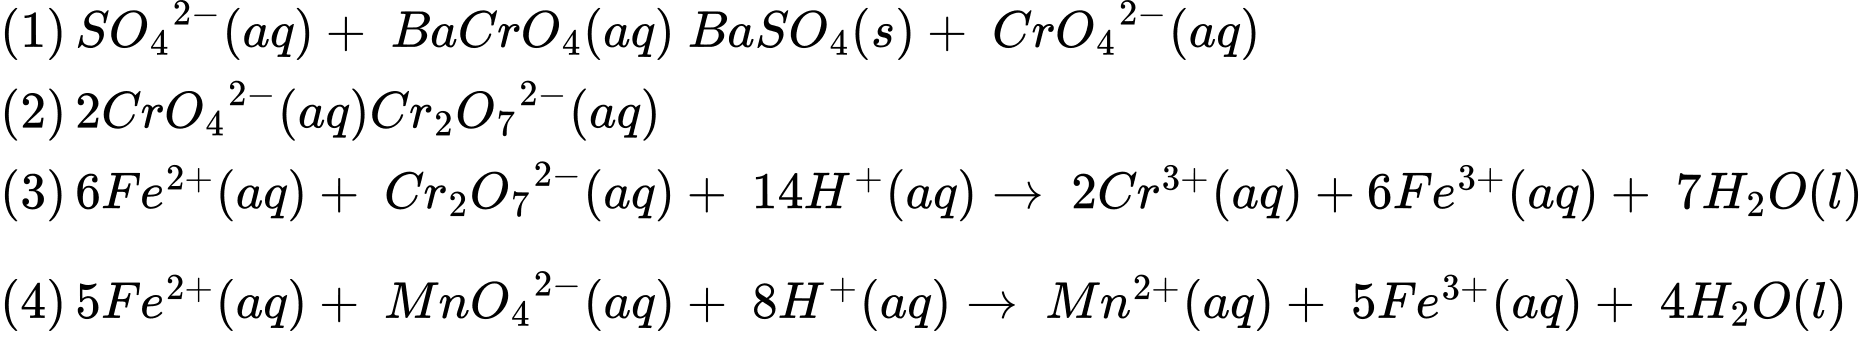 (1) SO₄²⁻(aq) + BaCrO₄(aq) BaSO₄(s) + CrO₄²⁻(aq)
(2) 2CrO₄²⁻(aq)Cr₂O₇²⁻(aq)
(3) 6Fe²⁺(aq) + Cr₂O₇²⁻(aq) + 14H⁺(aq) → 2Cr³⁺(aq) + 6Fe³⁺(aq) + 7H₂O(l)
(4) 5Fe²⁺(aq) + MnO₄²⁻(aq) + 8H⁺(aq) → Mn²⁺(aq) + 5Fe³⁺(aq) + 4H₂O(l)